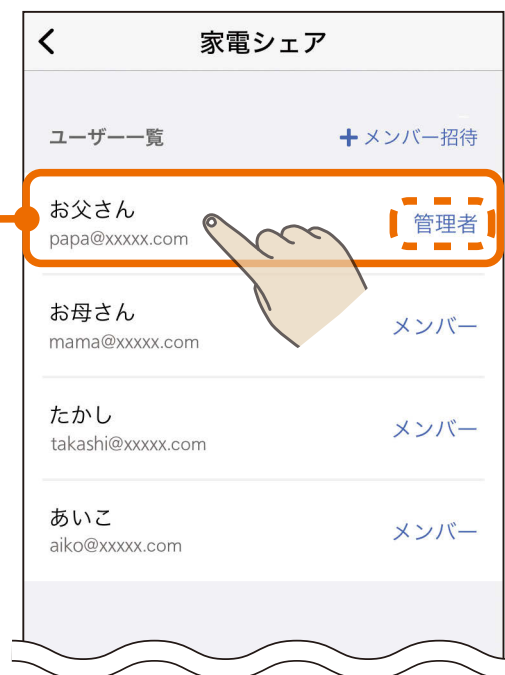 家電シェア
ユーザー一覧
+メンバー招待
お父さん
papa@xxxxx.com
管理者
お母さん
mama@xxxxx.com
メンバー
たかし
takashi@xxxxx.com
メンバー
あいこ
aiko@xxxxx.com
メンバー